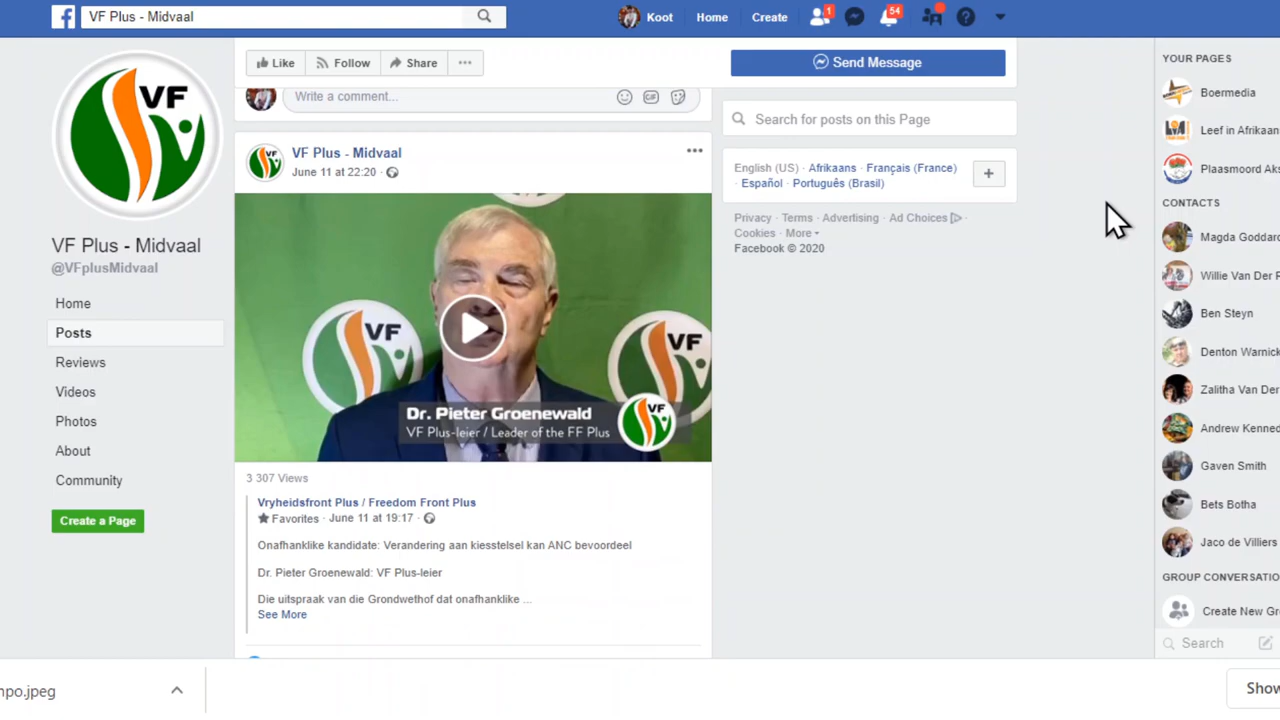 VF Plus - Midvaal
Koot
Home
Create
1
54
Like
Follow
Share
Send Message
Write a comment...
Search for posts on this Page
VF
VF Plus - Midvaal
@VFplusMidvaal
Home
Posts
Reviews
Videos
Photos
About
Community
Create a Page
VF
VF Plus - Midvaal
June 11 at 22:20
VF
VF
Dr. Pieter Groenewald
VF Plus-leier / Leader of the FF Plus
VF
3 307 Views
Vryheidsfront Plus / Freedom Front Plus
Favorites · June 11 at 19:17
Onafhanklike kandidate: Verandering aan kiesstelsel kan ANC bevoordeel
Dr. Pieter Groenewald: VF Plus-leier
Die uitspraak van die Grondwethof dat onafhanklike ...
See More
English (US) · Afrikaans · Français (France)
· Español · Português (Brasil)
Privacy · Terms · Advertising · Ad Choices ·
Cookies · More
Facebook © 2020
YOUR PAGES
Boermedia
Leef in Afrikaan
Plaasmoord Aks
CONTACTS
Magda Goddard
Willie Van Der
Ben Steyn
Denton Warnick
Zalitha Van Der
Andrew Kenned
Gaven Smith
Bets Botha
Jaco de Villiers
GROUP CONVERSATIO
Create New Gr
Search
npo.jpeg
Show